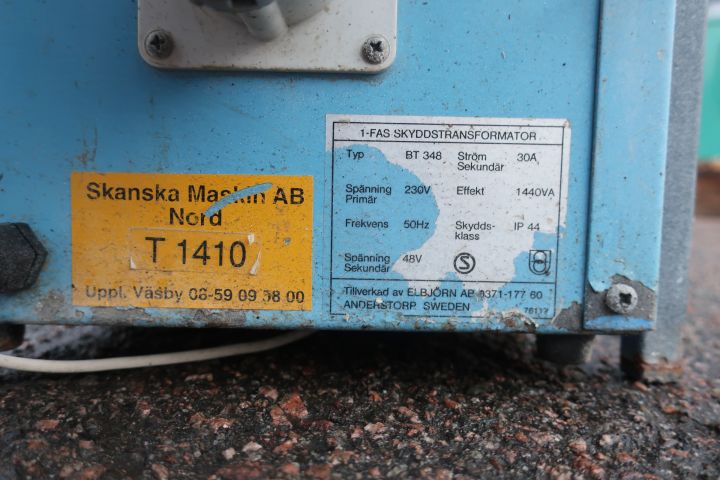 Skanska Maskin AB
Nord
T 1410
Uppl. Väsby 08-59 09 58 00
1-FAS SKYDDSTRANSFORMATOR
Typ BT 348 Ström Sekundär 30A
Spänning Primär 230V Effekt 1440VA
Frekvens 50Hz Skydds-klass IP 44
Spänning Sekundär 48V S
Tillverkad av ELBJÖRN AB 0371-177 60
ANDERSTORP SWEDEN